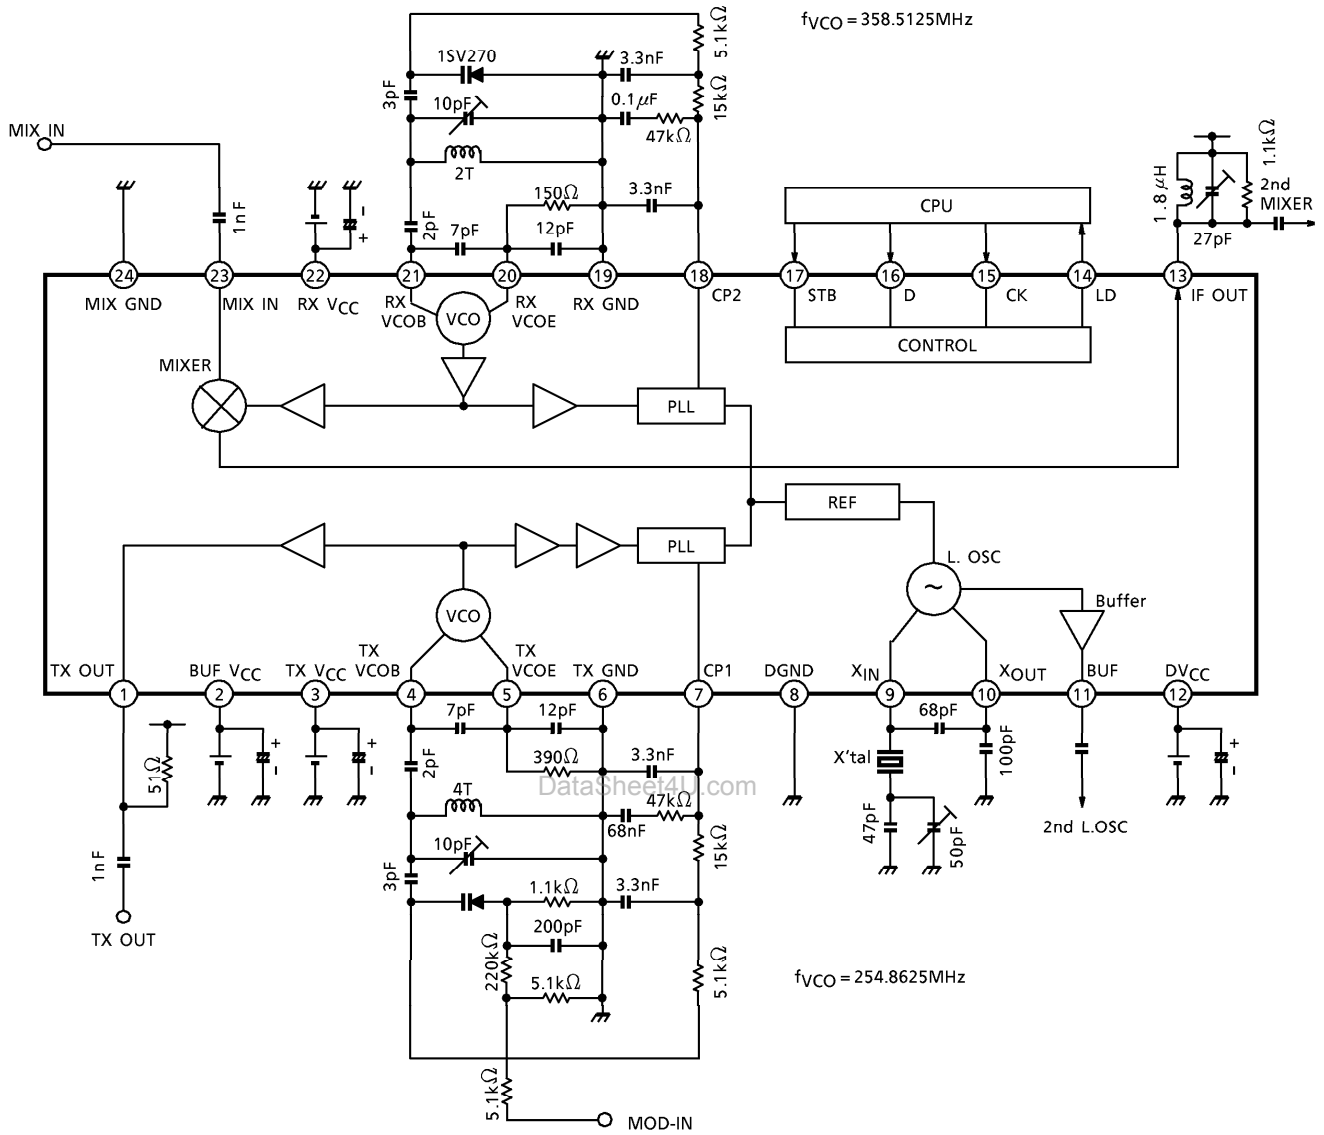 fVCO = 358.5125MHz
5.1kΩ
1SV270
3.3nF
3pF
10pF
0.1μF
15kΩ
47kΩ
MIX IN
2T
1.1kΩ
1.8μH
2nd
MIXER
27pF
150Ω
3.3nF
CPU
1nF
-
+
2pF
7pF
12pF
24
23
22
21
20
19
18
17
16
15
14
13
MIX GND
MIX IN
RX VCC
RX
VCOB
VCO
RX
VCOE
RX GND
CP2
STB
D
CK
LD
IF OUT
CONTROL
MIXER
PLL
REF
PLL
L. OSC
~
Buffer
VCO
TX OUT
BUF VCC
TX VCC
TX
VCOB
TX
VCOE
TX GND
CP1
DGND
XIN
XOUT
BUF
DVCC
1
2
3
4
5
6
7
8
9
10
11
12
51Ω
+
-
+
-
7pF
12pF
2pF
390Ω
3.3nF
68pF
X'tal
100pF
+
-
DataSheet4U.com
4T
47kΩ
68nF
47pF
50pF
2nd L.OSC
1nF
10pF
15kΩ
3pF
1.1kΩ
3.3nF
TX OUT
200pF
220kΩ
5.1kΩ
5.1kΩ
fVCO = 254.8625MHz
5.1kΩ
MOD-IN